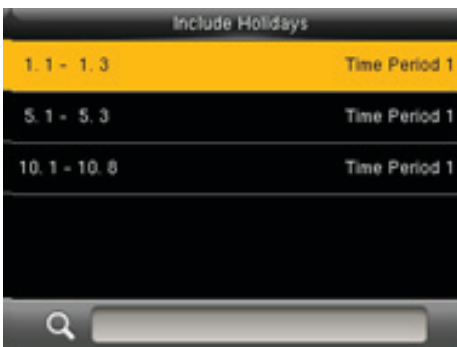 Include Holidays
1. 1 - 1. 3 Time Period 1
5. 1 - 5. 3 Time Period 1
10. 1 - 10. 8 Time Period 1